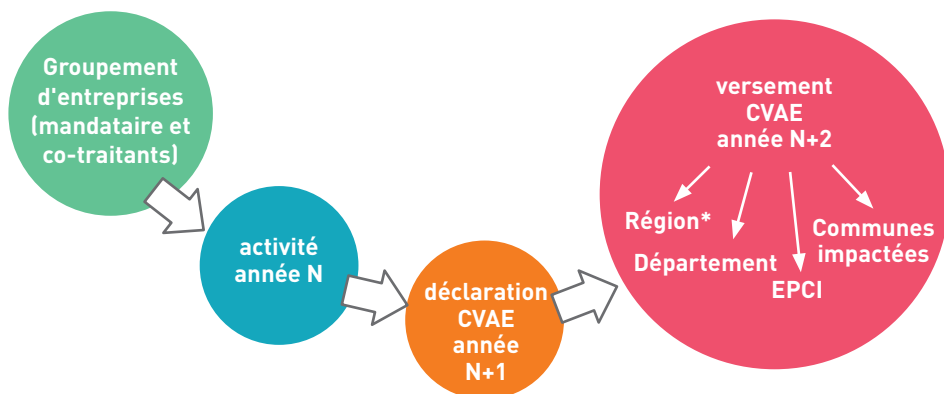 Groupement
d'entreprises
(mandataire et
co-traitants)
activité
année N
déclaration
CVAE
année
N+1
versement
CVAE
année N+2
Région*
Département
EPCI
Communes
impactées